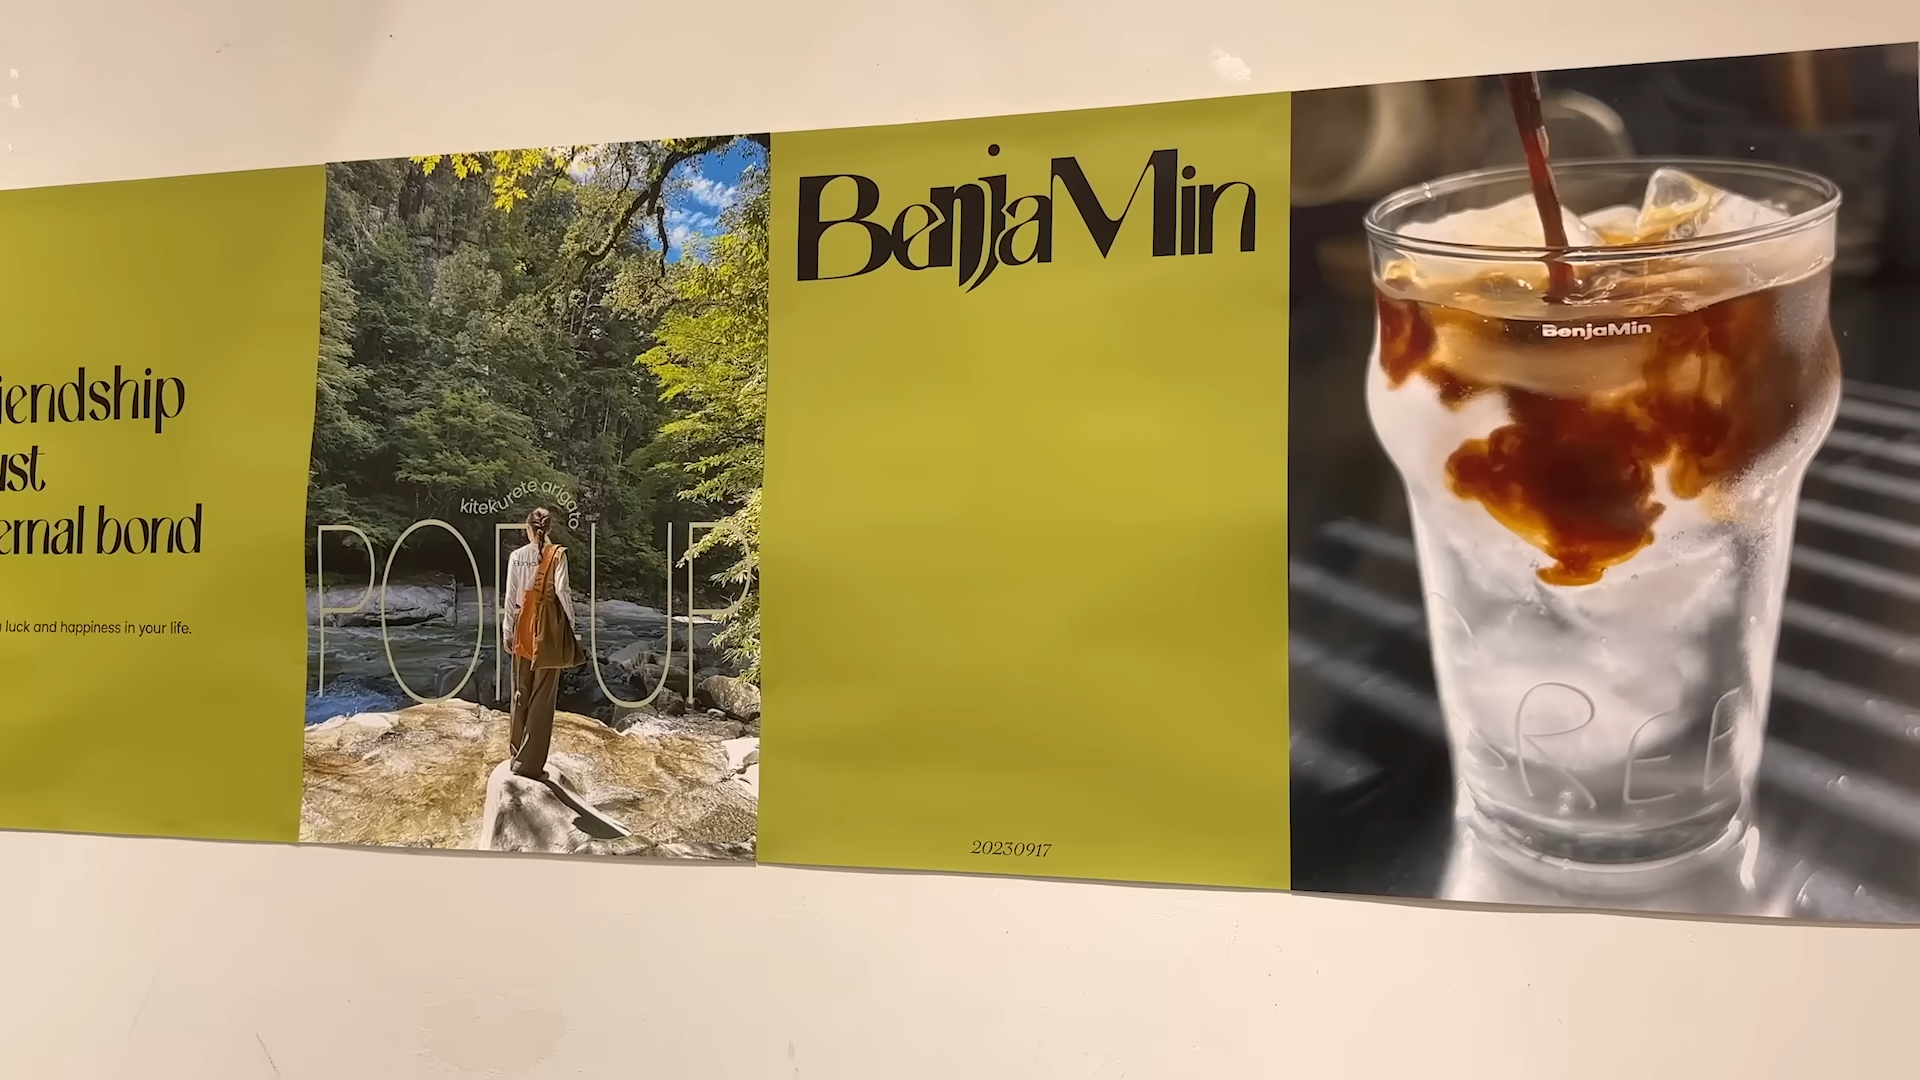 iendship
ust
ernal bond
luck and happiness in your life.
kitekurete arigato
POPUP
BenjaMin
20230917
BenjaMin